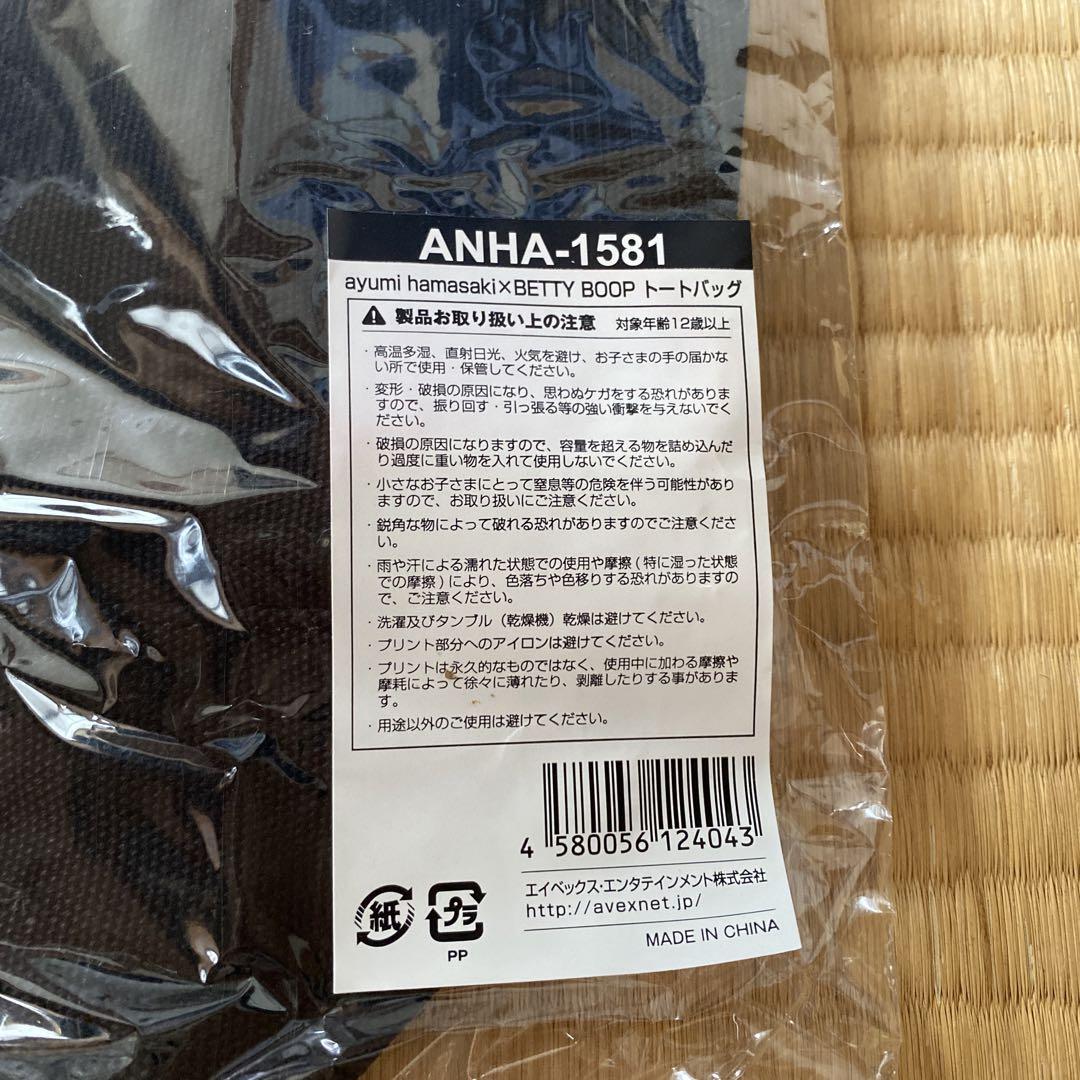 ANHA-1581
ayumi hamasaki×BETTY BOOP トートバッグ
製品お取り扱い上の注意 対象年齢12歳以上
・高温多湿、直射日光、火気を避け、お子さまの手の届かな
い所で使用・保管してください。
・変形・破損の原因になり、思わぬケガをする恐れがありま
すので、振り回す・引っ張る等の強い衝撃を与えないでく
ださい。
・破損の原因になりますので、容量を超える物を詰め込んだ
り過度に重い物を入れて使用しないでください。
・小さなお子さまにとって窒息等の危険を伴う可能性があり
ますので、お取り扱いにご注意ください。
・鋭角な物によって破れる恐れがありますのでご注意くださ
い。
・雨や汗による濡れた状態での使用や摩擦(特に湿った状態
での摩擦)により、色落ちや色移りする恐れがありますの
で、ご注意ください。
・洗濯及びタンブル（乾燥機）乾燥は避けてください。
・プリント部分へのアイロンは避けてください。
・プリントは永久的なものではなく、使用中に加わる摩擦や
摩耗によって徐々に薄れたり、剥離したりする事がありま
す。
・用途以外のご使用は避けてください。
4 580056 124043
エイベックス・エンタテインメント株式会社
http://avexnet.jp/
紙 プラ
PP
MADE IN CHINA